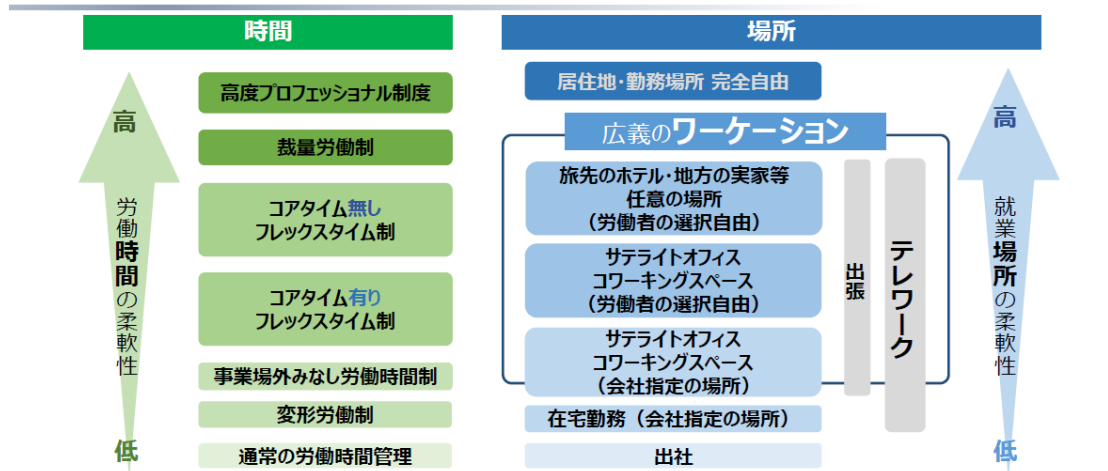 時間
高
労働時間の柔軟性
低
高度プロフェッショナル制度
裁量労働制
コアタイム無し
フレックスタイム制
コアタイム有り
フレックスタイム制
事業場外みなし労働時間制
変形労働制
通常の労働時間管理
場所
居住地・勤務場所 完全自由
広義のワーケーション
旅先のホテル・地方の実家等
任意の場所
（労働者の選択自由）
サテライトオフィス
コワーキングスペース
（労働者の選択自由）
サテライトオフィス
コワーキングスペース
（会社指定の場所）
在宅勤務（会社指定の場所）
出社
出張
テレワーク
高
就業場所の柔軟性
低